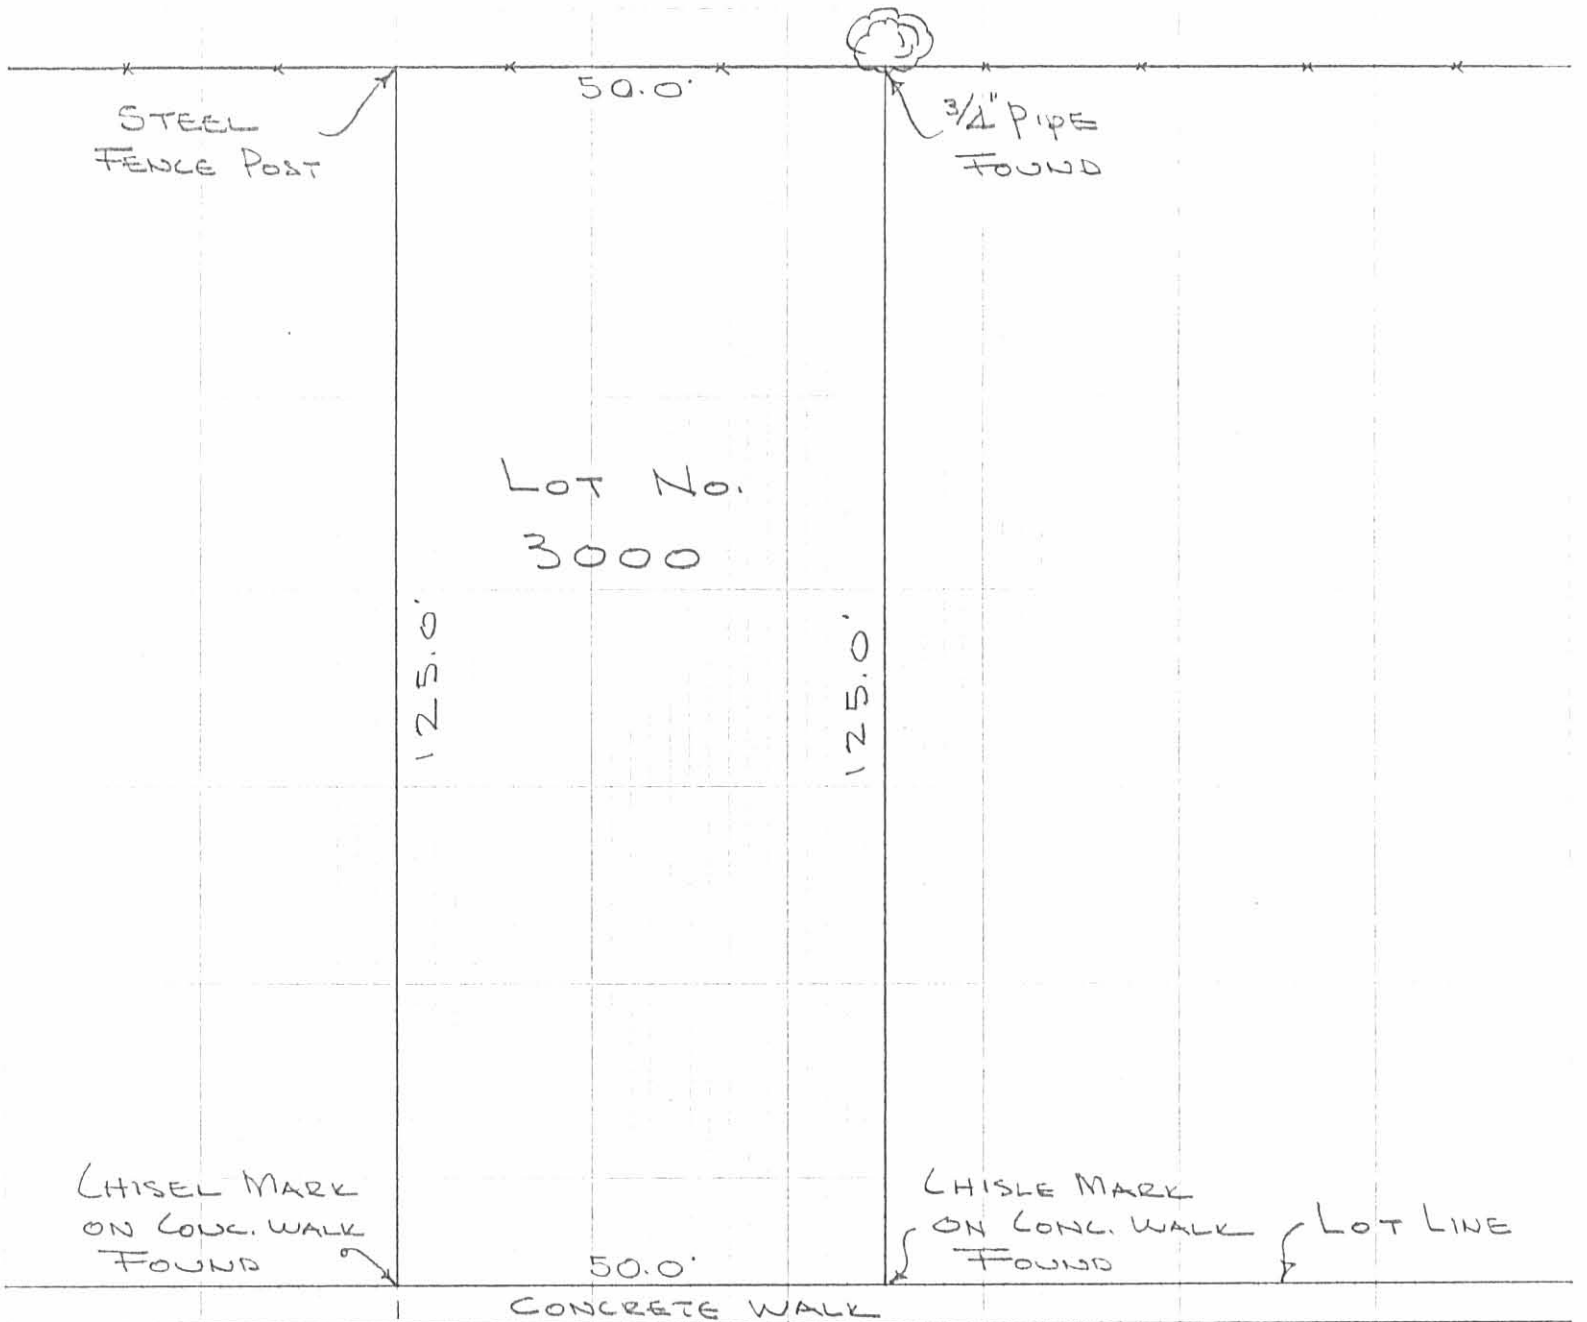 50.0'
STEEL
FENCE POST
3/4" PIPE
FOUND
LOT No.
3000
125.0'
125.0'
CHISEL MARK
ON CONC. WALK
FOUND
CHISLE MARK
ON CONC. WALK
FOUND
LOT LINE
50.0'
CONCRETE WALK